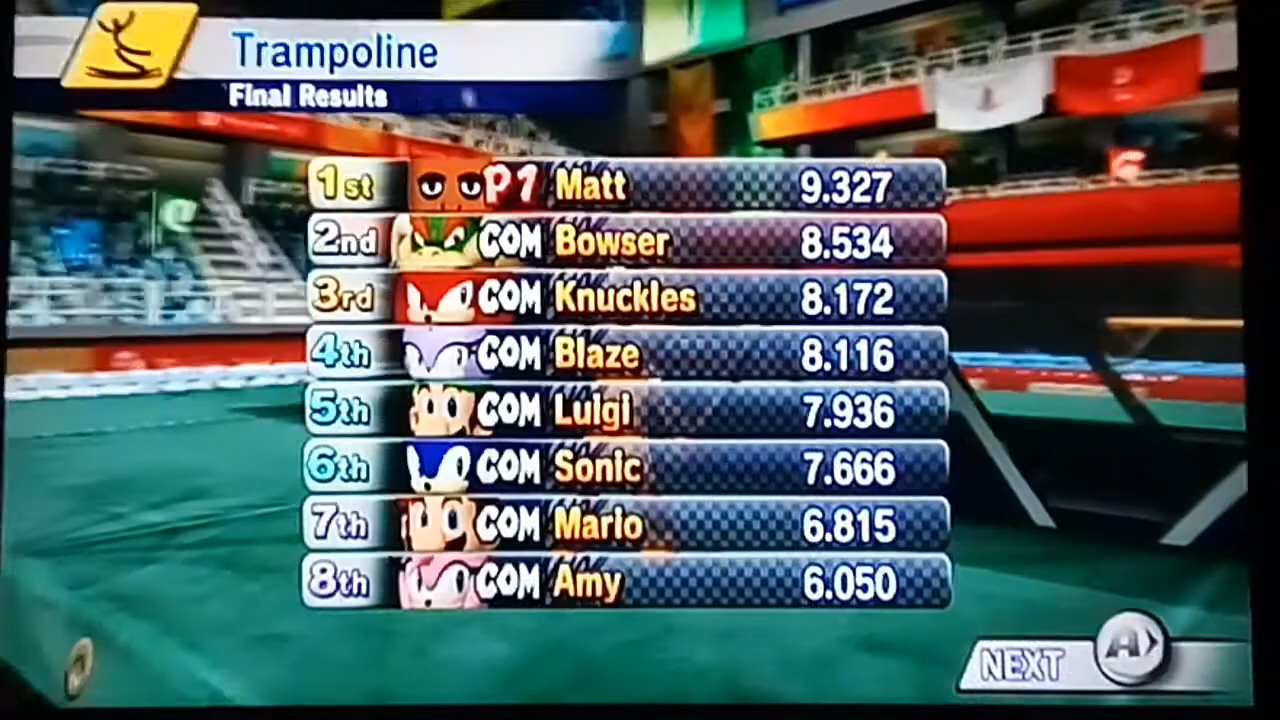 Trampoline
Final Results
1st P1 Matt 9.327
2nd COM Bowser 8.534
3rd COM Knuckles 8.172
4th COM Blaze 8.116
5th COM Luigi 7.936
6th COM Sonic 7.666
7th COM Mario 6.815
8th COM Amy 6.050
NEXT A